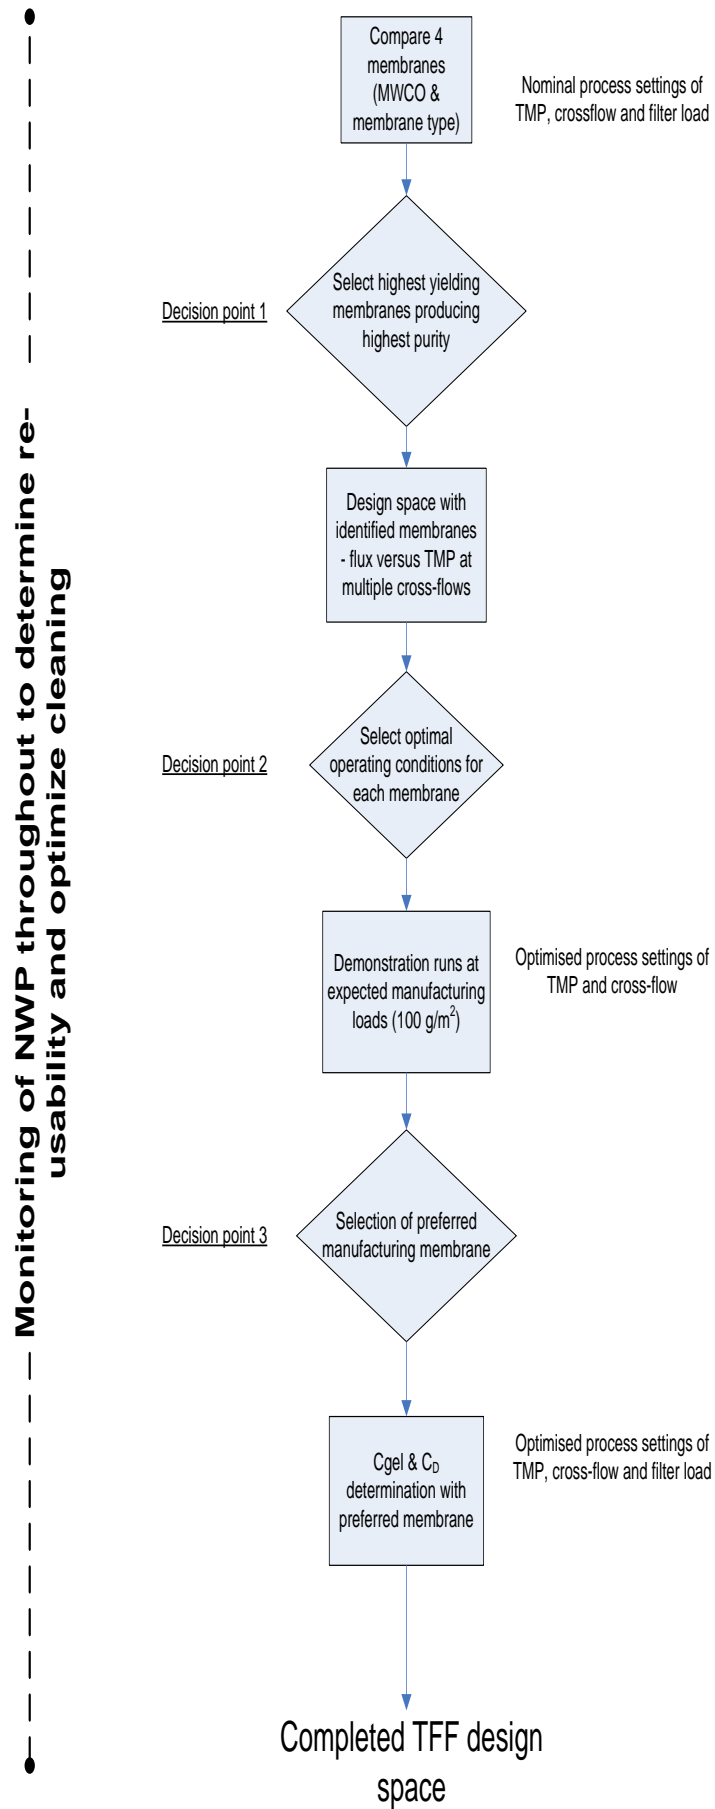 Compare 4
membranes
(MWCO &
membrane type)
Nominal process settings of
TMP, crossflow and filter load
Decision point 1
Select highest yielding
membranes producing
highest purity
Design space with
identified membranes
- flux versus TMP at
multiple cross-flows
Decision point 2
Select optimal
operating conditions for
each membrane
Demonstration runs at
expected manufacturing
loads (100 g/m²)
Optimised process settings of
TMP and cross-flow
Decision point 3
Selection of preferred
manufacturing membrane
Cgel & C_D
determination with
preferred membrane
Optimised process settings of
TMP, cross-flow and filter load
Completed TFF design
space
Monitoring of NWP throughout to determine re-
usability and optimize cleaning